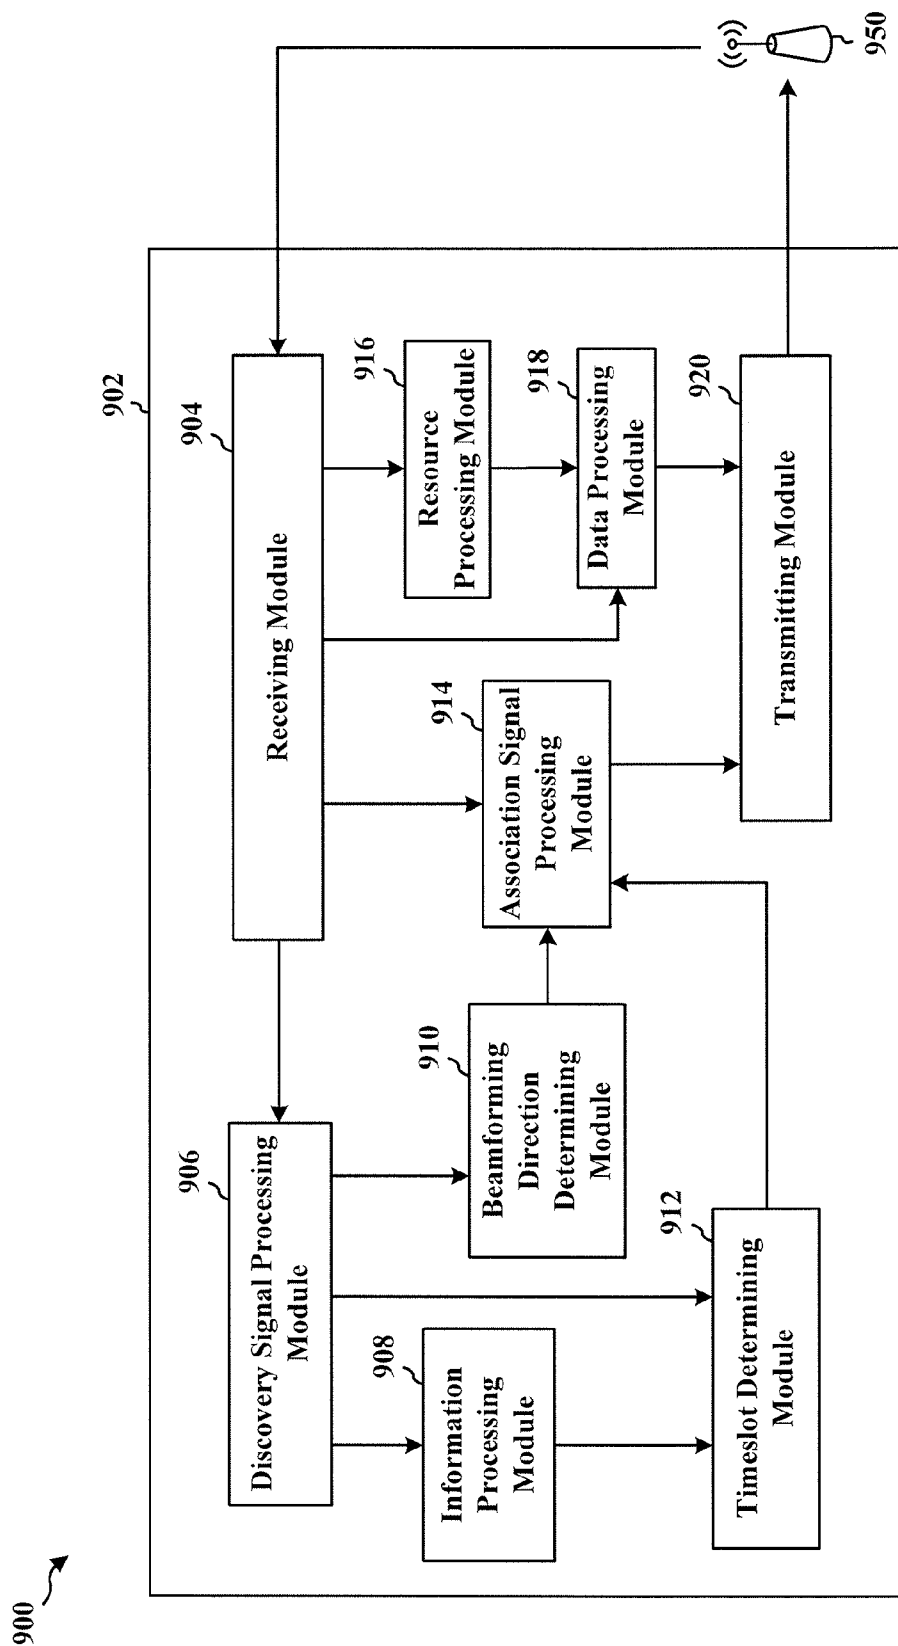 900
902
904
Receiving Module
906
Discovery Signal Processing
Module
908
Information
Processing
Module
910
Beamforming
Direction
Determining
Module
912
Timeslot Determining
Module
914
Association Signal
Processing
Module
916
Resource
Processing Module
918
Data Processing
Module
920
Transmitting Module
950